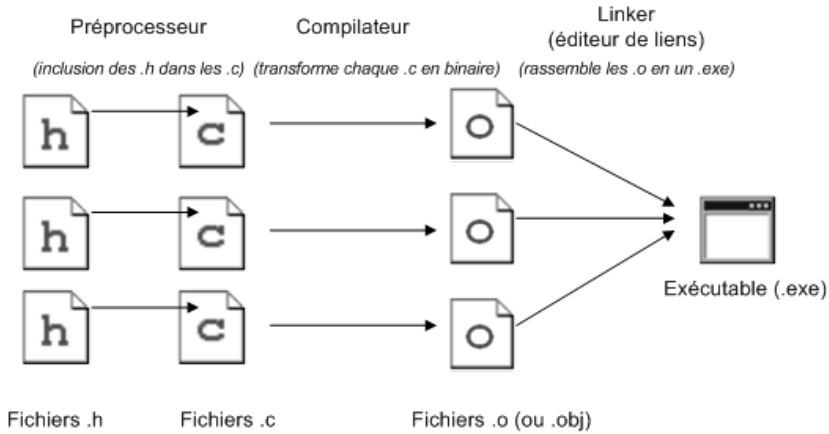 Préprocesseur
Compilateur
Linker
(éditeur de liens)
(inclusion des .h dans les .c)
(transforme chaque .c en binaire)
(rassemble les .o en un .exe)
h
c
o
h
c
o
h
c
o
Exécutable (.exe)
Fichiers .h
Fichiers .c
Fichiers .o (ou .obj)